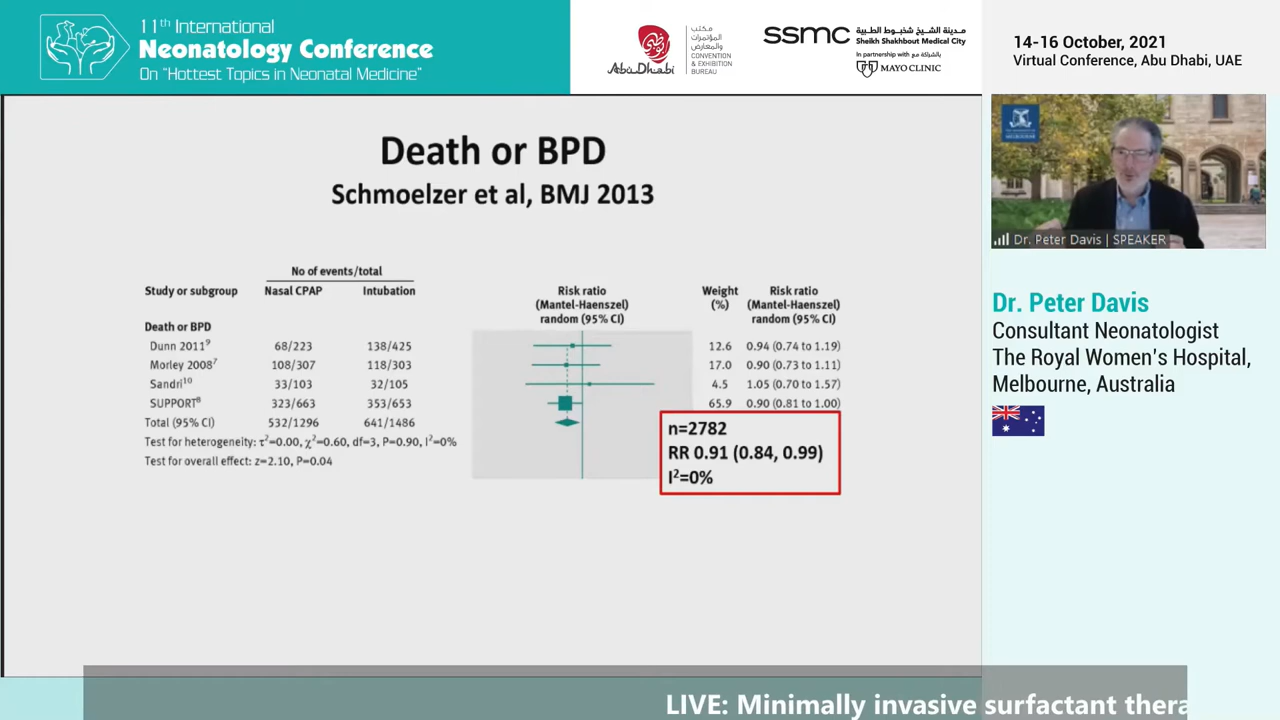 11th International
Neonatology Conference
On "Hottest Topics in Neonatal Medicine"
أبوظبي
Abu Dhabi
مكتب
المؤتمرات
والمعارض
CONVENTION
& EXHIBITION
BUREAU
ssmc
مدينة الشيخ شخبوط الطبية
Sheikh Shakhbout Medical City
In partnership with بالشراكة مع
MAYO CLINIC
14-16 October, 2021
Virtual Conference, Abu Dhabi, UAE
Death or BPD
Schmoelzer et al, BMJ 2013
No of events/total
Study or subgroup Nasal CPAP Intubation Risk ratio (Mantel-Haenszel) random (95% CI) Weight (%) Risk ratio (Mantel-Haenszel) random (95% CI)
Death or BPD
Dunn 2011⁹ 68/223 138/425 12.6 0.94 (0.74 to 1.19)
Morley 2008⁷ 108/307 118/303 17.0 0.90 (0.73 to 1.11)
Sandri¹⁰ 33/103 32/105 4.5 1.05 (0.70 to 1.57)
SUPPORT⁸ 323/663 353/653 65.9 0.90 (0.81 to 1.00)
Total (95% CI) 532/1296 641/1486
Test for heterogeneity: τ²=0.00, χ²=0.60, df=3, P=0.90, I²=0%
Test for overall effect: z=2.10, P=0.04
n=2782
RR 0.91 (0.84, 0.99)
I²=0%
Dr. Peter Davis | SPEAKER
Dr. Peter Davis
Consultant Neonatologist
The Royal Women's Hospital,
Melbourne, Australia
LIVE: Minimally invasive surfactant thera